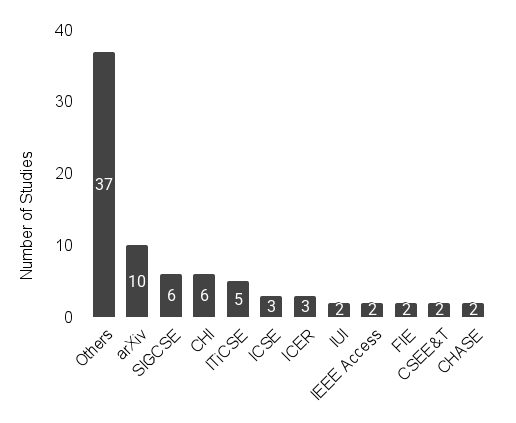 Number of Studies
40
30
20
10
0
37
10
6
6
5
3
3
2
2
2
2
2
Others
arXiv
SIGCSE
CHI
ITiCSE
ICSE
ICER
IUI
IEEE Access
FIE
CSEE&T
CHASE